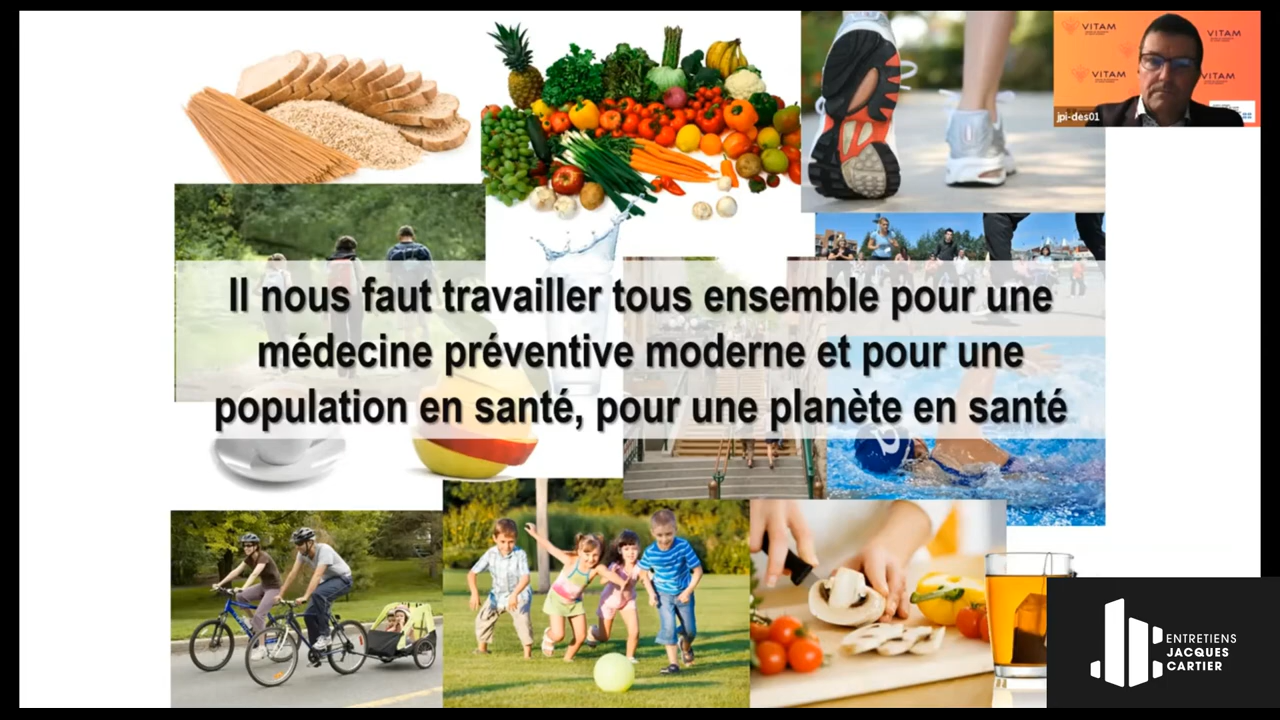 VITAM
VITAM
VITAM
VITAM
jpi-des01
Il nous faut travailler tous ensemble pour une
médecine préventive moderne et pour une
population en santé, pour une planète en santé
ENTRETIENS
JACQUES
CARTIER